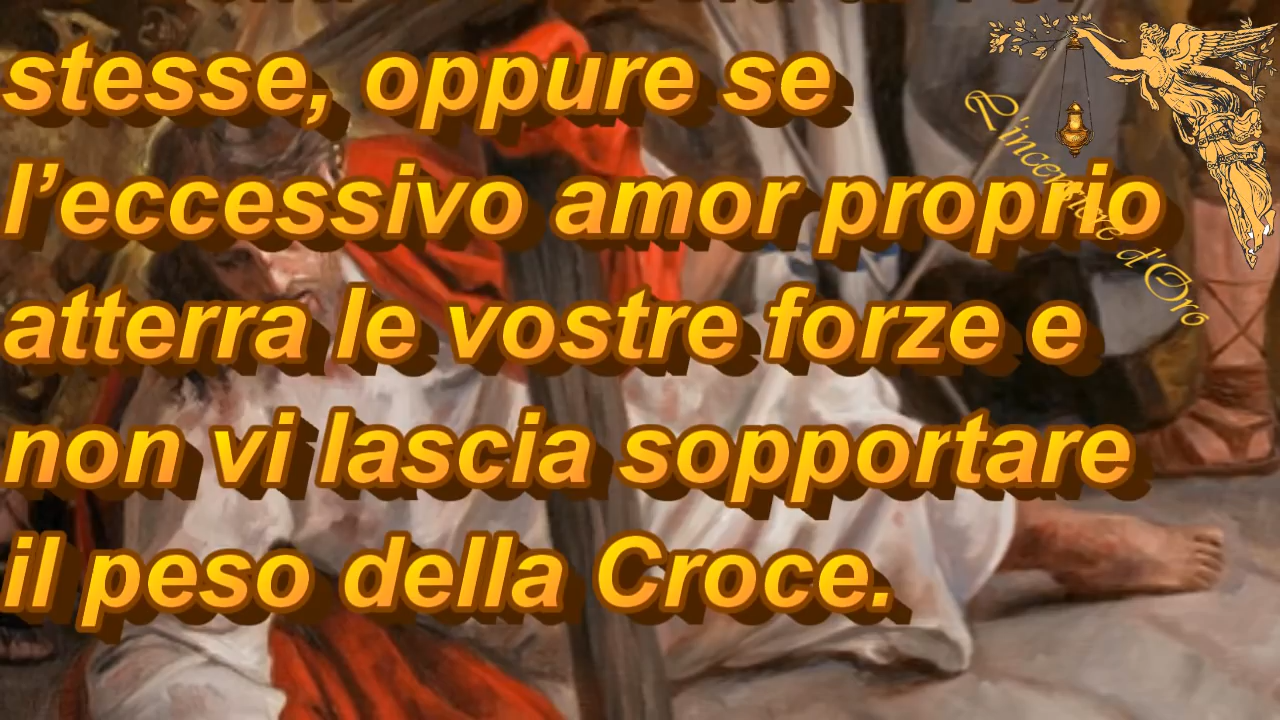 stesse, oppure se
l’eccessivo amor proprio
atterra le vostre forze e
non vi lascia sopportare
il peso della Croce.
L'incensiere d'Oro